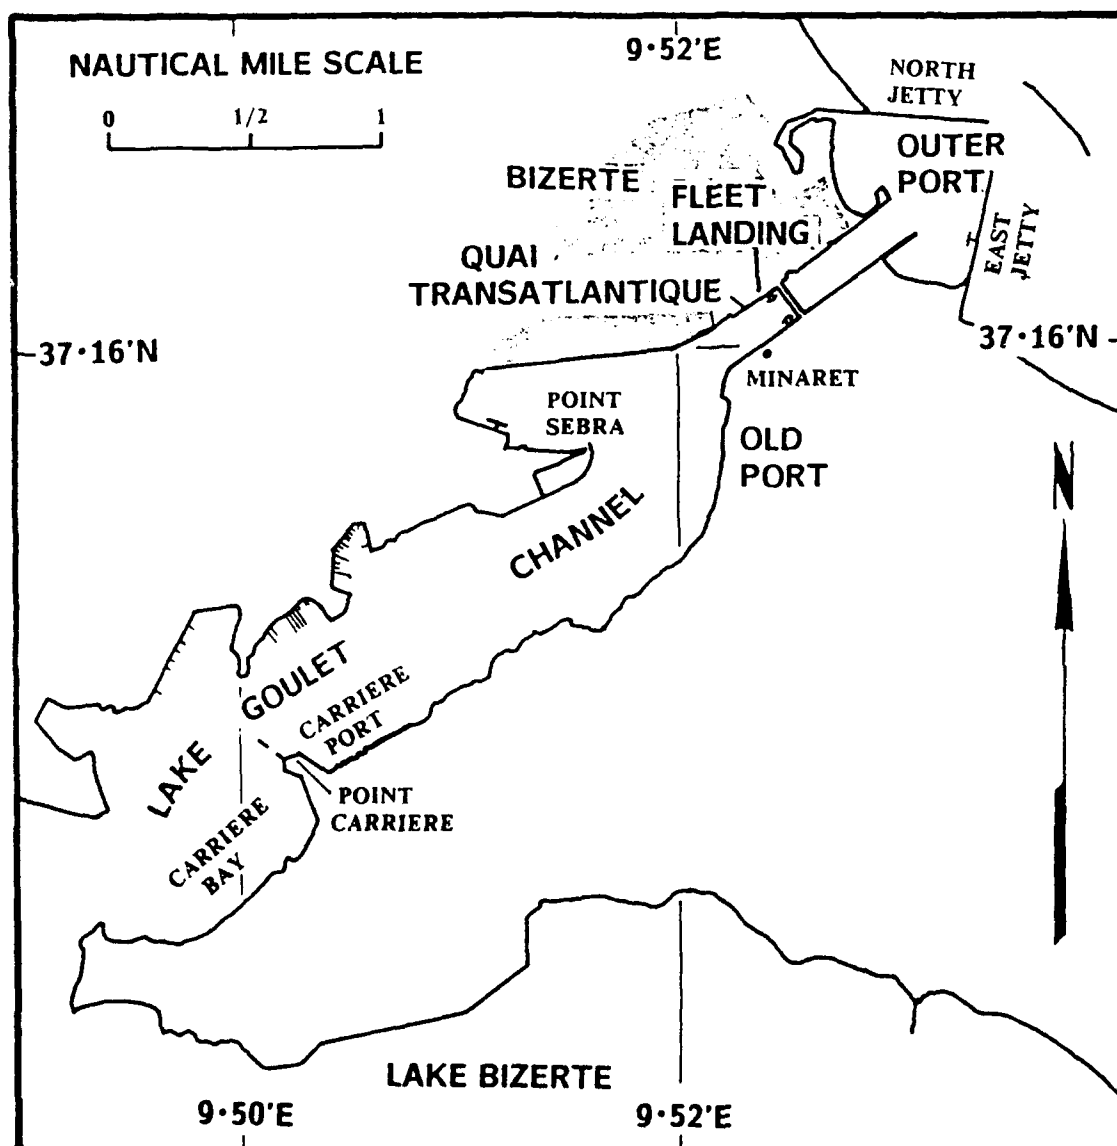 NAUTICAL MILE SCALE
0 1/2 1
9·52'E
NORTH
JETTY
OUTER
PORT
BIZERTE
FLEET
LANDING
EAST
JETTY
QUAI
TRANSATLANTIQUE
37·16'N
37·16'N
MINARET
POINT
SEBRA
OLD
PORT
N
CHANNEL
GOULET
CARRIERE
PORT
LAKE
POINT
CARRIERE
CARRIERE
BAY
LAKE BIZERTE
9·50'E
9·52'E